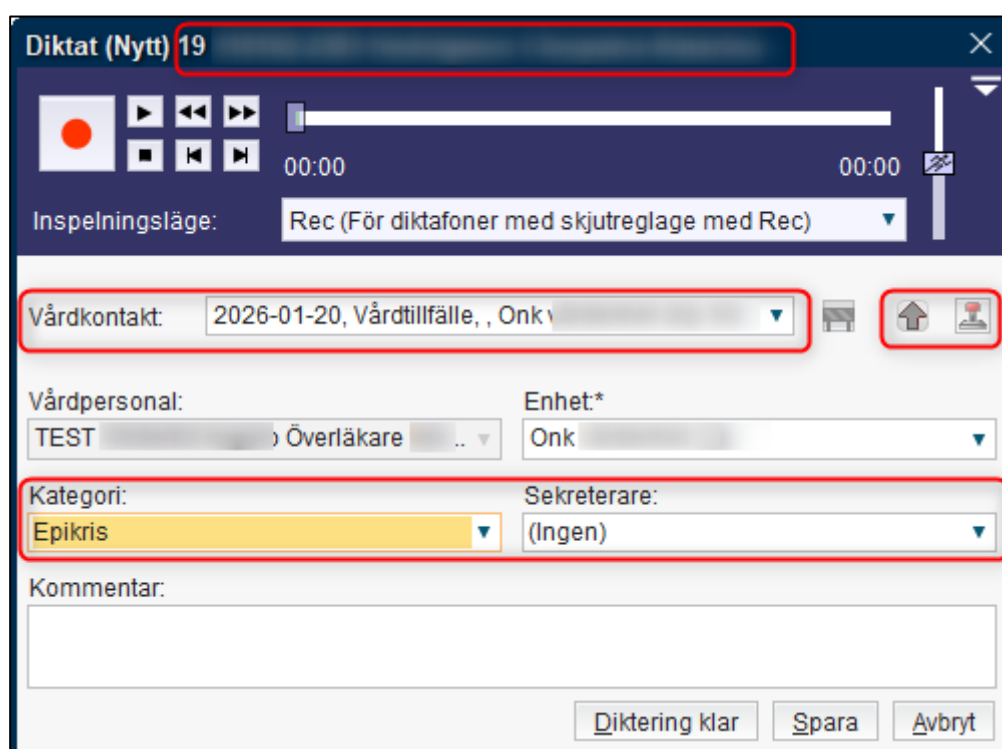 Diktat (Nytt) 19
00:00 00:00
Inspelningsläge: Rec (För diktafoner med skjutreglage med Rec)
Vårdkontakt: 2026-01-20, Vårdtillfälle, , Onk
Vårdpersonal: Enhet:*
TEST Överläkare .. Onk
Kategori: Sekreterare:
Epikris (Ingen)
Kommentar:
Diktering klar Spara Avbryt